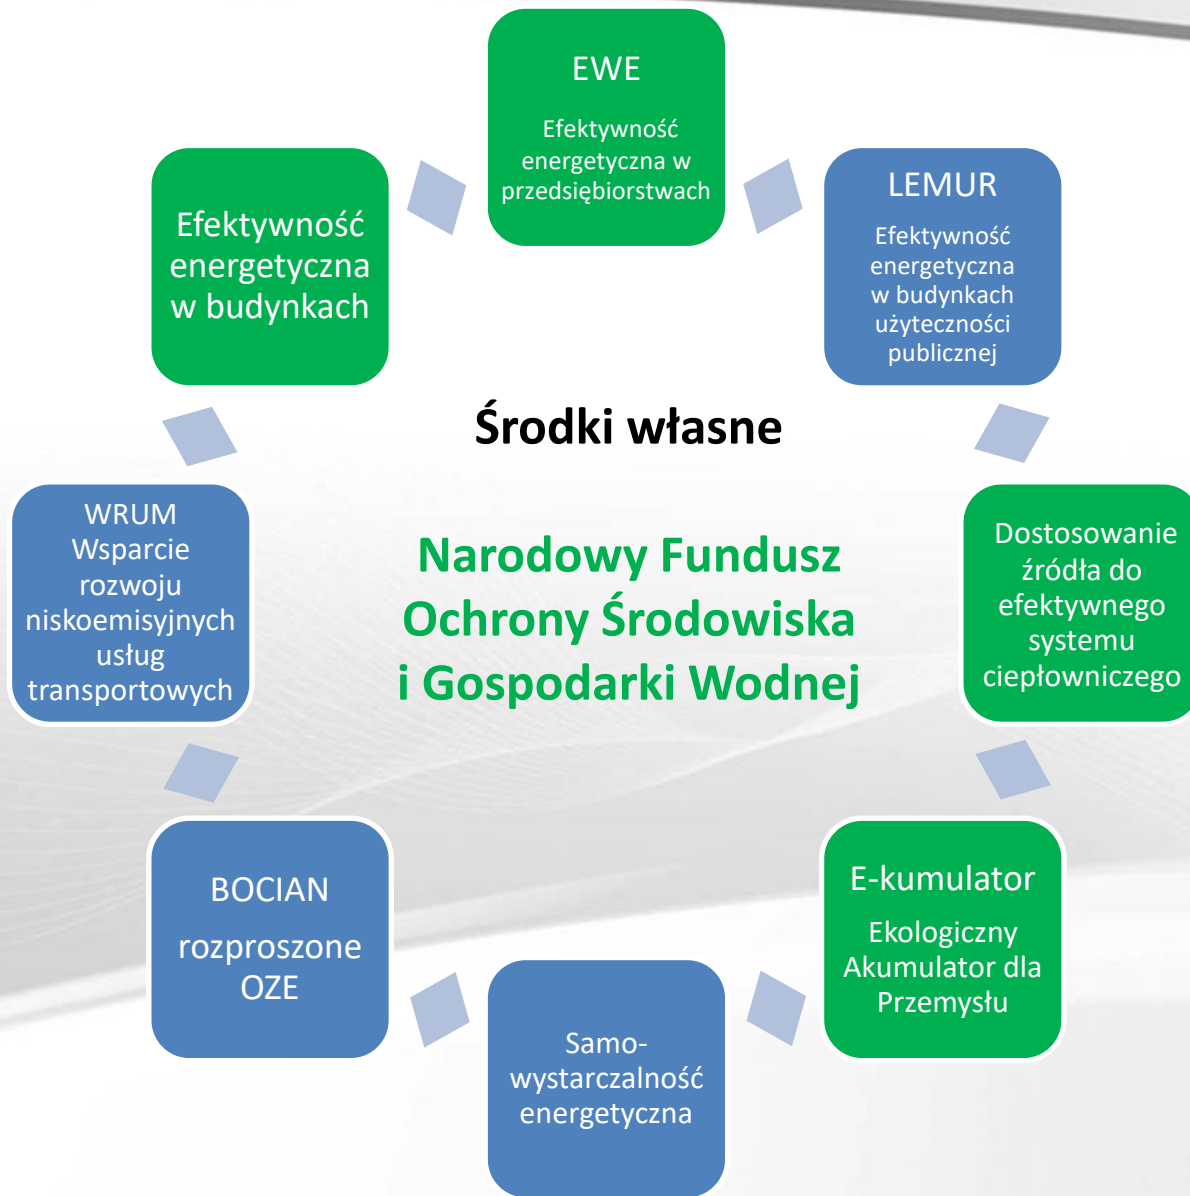 EWE
Efektywność
energetyczna w
przedsiębiorstwach
LEMUR
Efektywność
energetyczna
w budynkach
użyteczności
publicznej
Dostosowanie
źródła do
efektywnego
systemu
ciepłowniczego
E-kumulator
Ekologiczny
Akumulator dla
Przemysłu
Samo-
wystarczalność
energetyczna
BOCIAN
rozproszone
OZE
WRUM
Wsparcie
rozwoju
niskoemisyjnych
usług
transportowych
Efektywność
energetyczna
w budynkach
Środki własne
Narodowy Fundusz
Ochrony Środowiska
i Gospodarki Wodnej